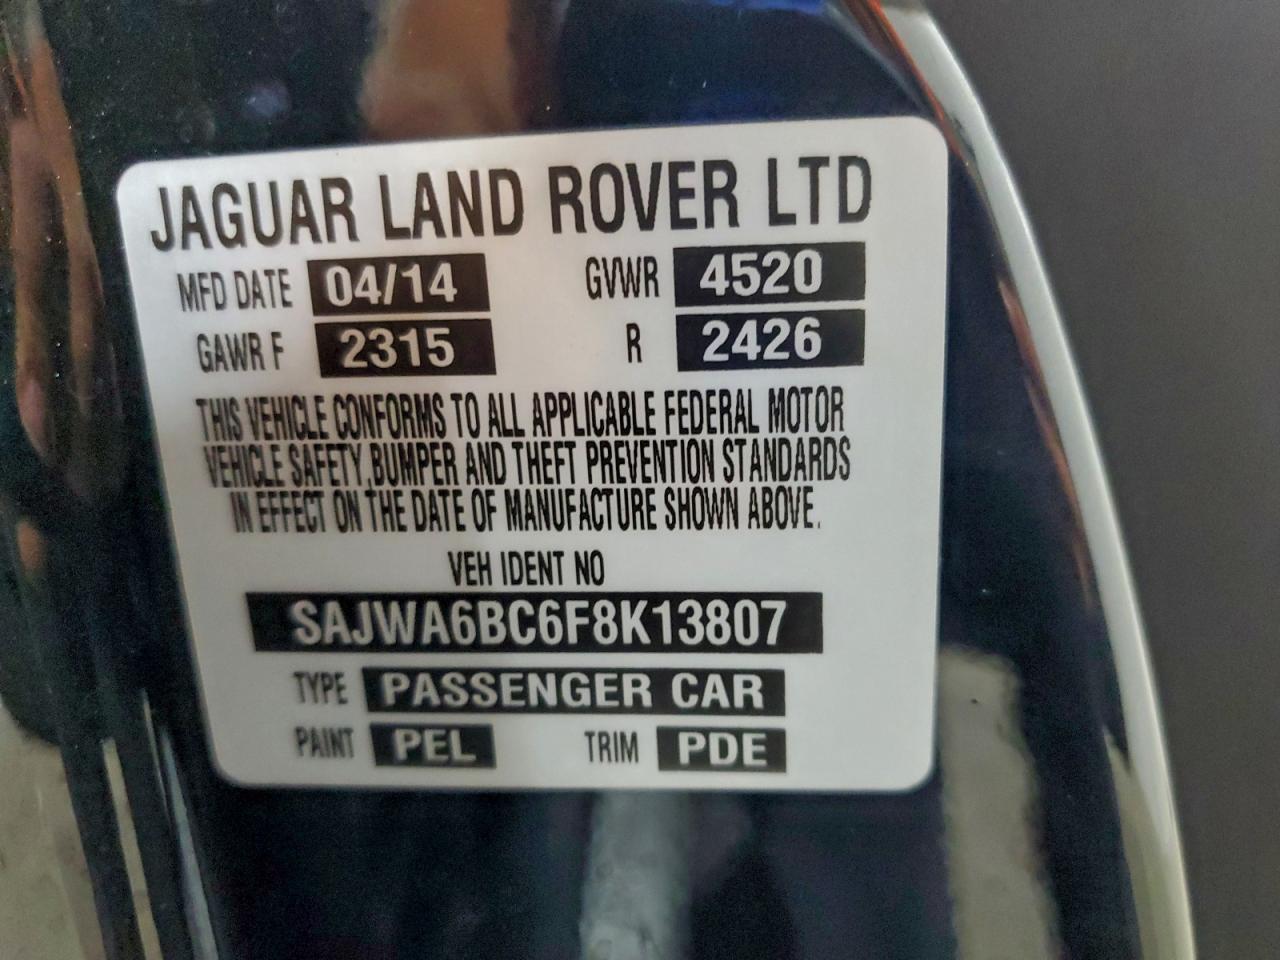 JAGUAR LAND ROVER LTD
MFD DATE 04/14 GVWR 4520
GAWR F 2315 R 2426
THIS VEHICLE CONFORMS TO ALL APPLICABLE FEDERAL MOTOR
VEHICLE SAFETY, BUMPER AND THEFT PREVENTION STANDARDS
IN EFFECT ON THE DATE OF MANUFACTURE SHOWN ABOVE.
VEH IDENT NO
SAJWA6BC6F8K13807
TYPE PASSENGER CAR
PAINT PEL TRIM PDE